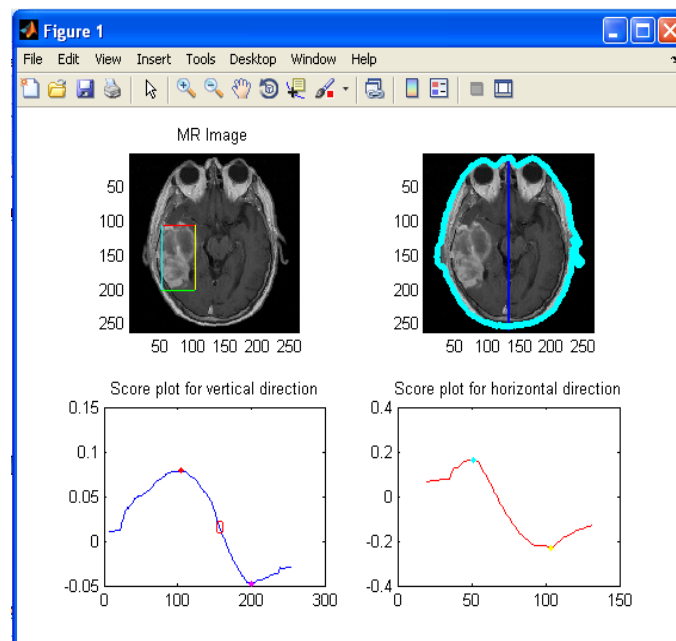 Figure 1
File Edit View Insert Tools Desktop Window Help
MR Image
50
100
150
200
250
50 100 150 200 250
50
100
150
200
250
50 100 150 200 250
Score plot for vertical direction
0.15
0.1
0.05
0
-0.05
0 100 200 300
Score plot for horizontal direction
0.4
0.2
0
-0.2
-0.4
0 50 100 150